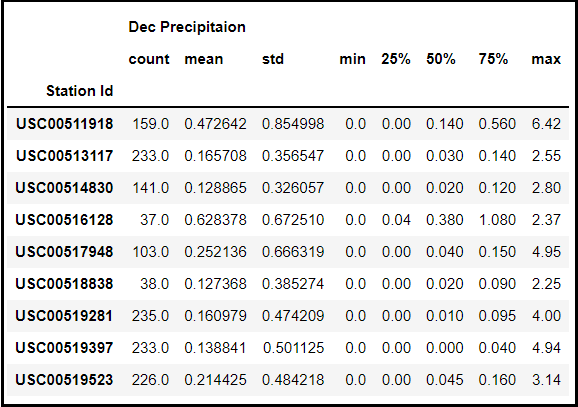 Dec Precipitaion
count mean std min 25% 50% 75% max
Station Id
USC00511918 159.0 0.472642 0.854998 0.0 0.00 0.140 0.560 6.42
USC00513117 233.0 0.165708 0.356547 0.0 0.00 0.030 0.140 2.55
USC00514830 141.0 0.128865 0.326057 0.0 0.00 0.020 0.120 2.80
USC00516128 37.0 0.628378 0.672510 0.0 0.04 0.380 1.080 2.37
USC00517948 103.0 0.252136 0.666319 0.0 0.00 0.040 0.150 4.95
USC00518838 38.0 0.127368 0.385274 0.0 0.00 0.020 0.090 2.25
USC00519281 235.0 0.160979 0.474209 0.0 0.00 0.010 0.095 4.00
USC00519397 233.0 0.138841 0.501125 0.0 0.00 0.000 0.040 4.94
USC00519523 226.0 0.214425 0.484218 0.0 0.00 0.045 0.160 3.14